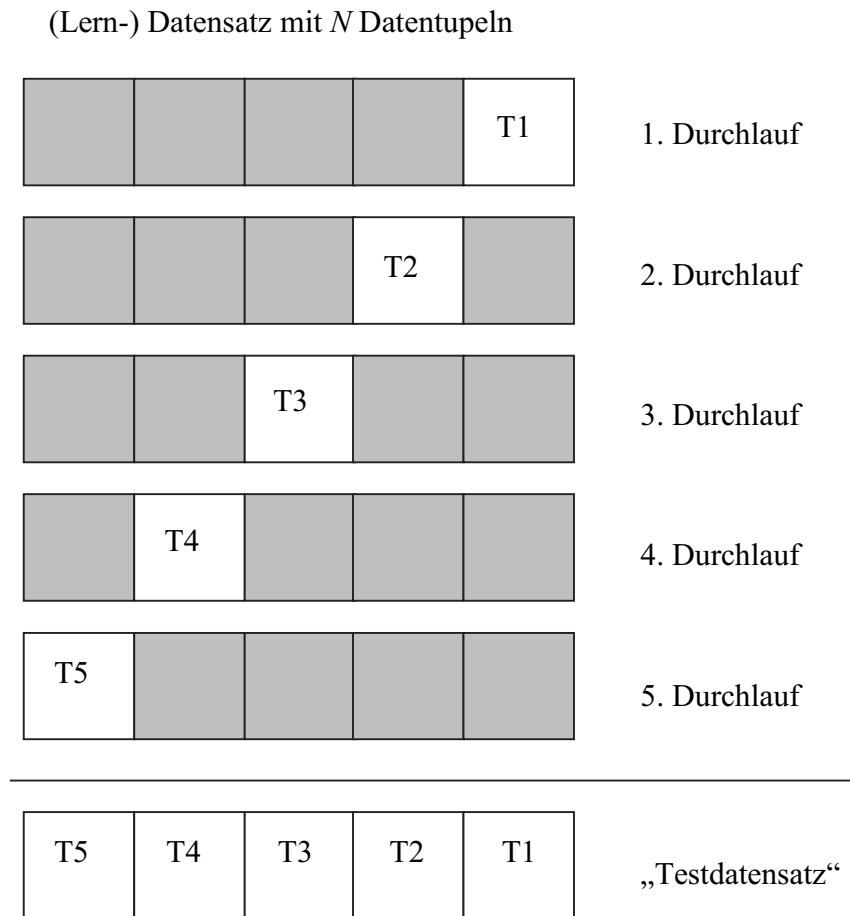 (Lern-) Datensatz mit N Datentupeln
T1 1. Durchlauf
T2 2. Durchlauf
T3 3. Durchlauf
T4 4. Durchlauf
T5 5. Durchlauf
T5 T4 T3 T2 T1 „Testdatensatz“